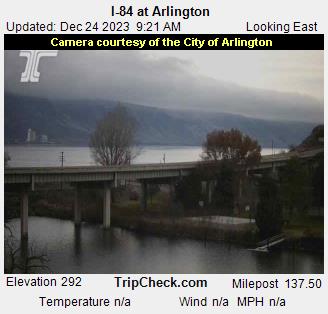 I-84 at Arlington
Updated: Dec 24 2023 9:21 AM Looking East
Camera courtesy of the City of Arlington
Elevation 292 TripCheck.com Milepost 137.50
Temperature n/a Wind n/a MPH n/a